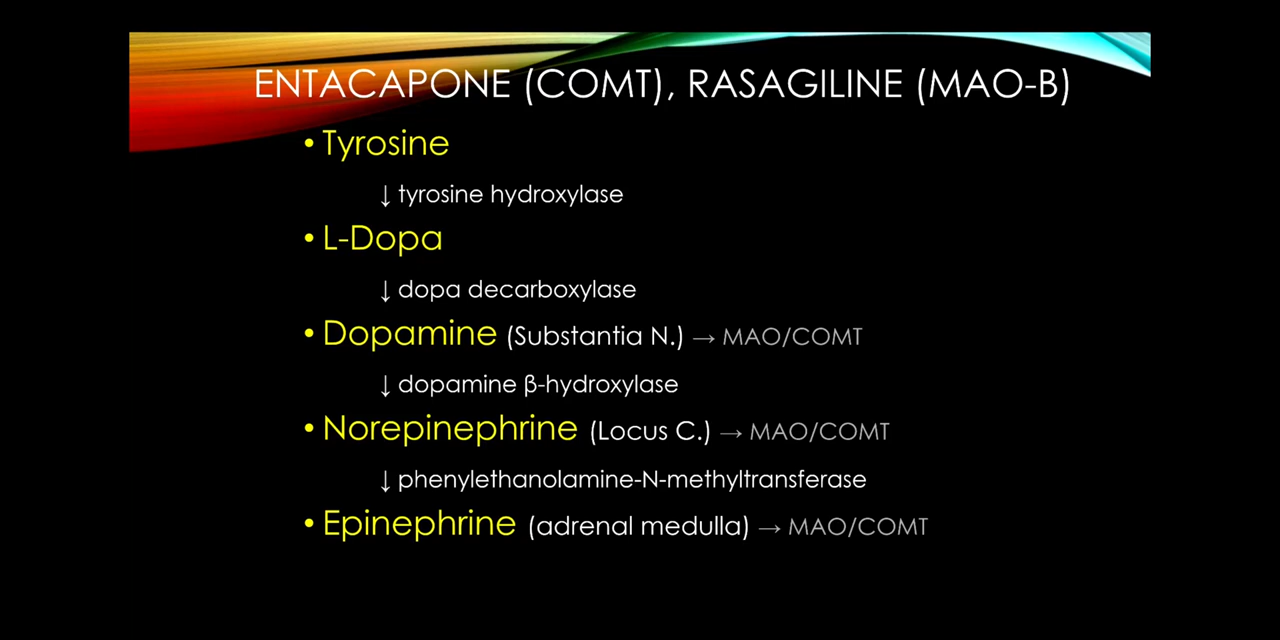 ENTACAPONE (COMT), RASAGILINE (MAO-B)
• Tyrosine
↓ tyrosine hydroxylase
• L-Dopa
↓ dopa decarboxylase
• Dopamine (Substantia N.) → MAO/COMT
↓ dopamine β-hydroxylase
• Norepinephrine (Locus C.) → MAO/COMT
↓ phenylethanolamine-N-methyltransferase
• Epinephrine (adrenal medulla) → MAO/COMT